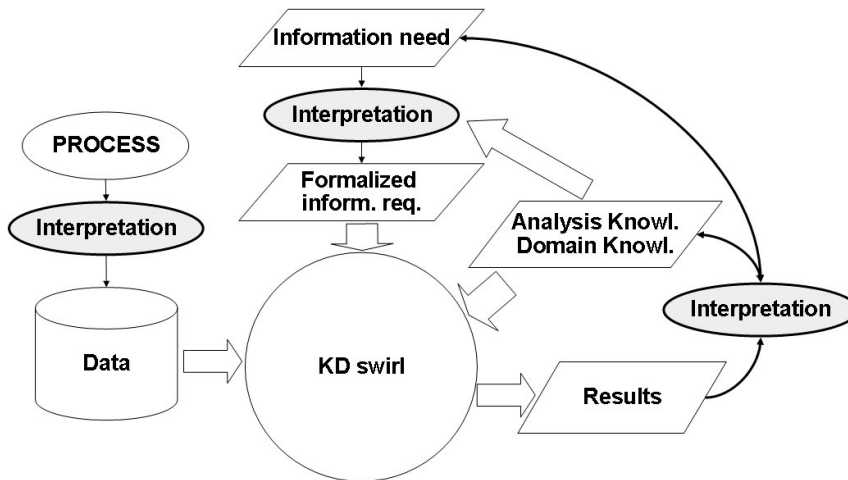 Information need
Interpretation
PROCESS
Formalized
inform. req.
Interpretation
Analysis Knowl.
Domain Knowl.
Interpretation
Data
KD swirl
Results